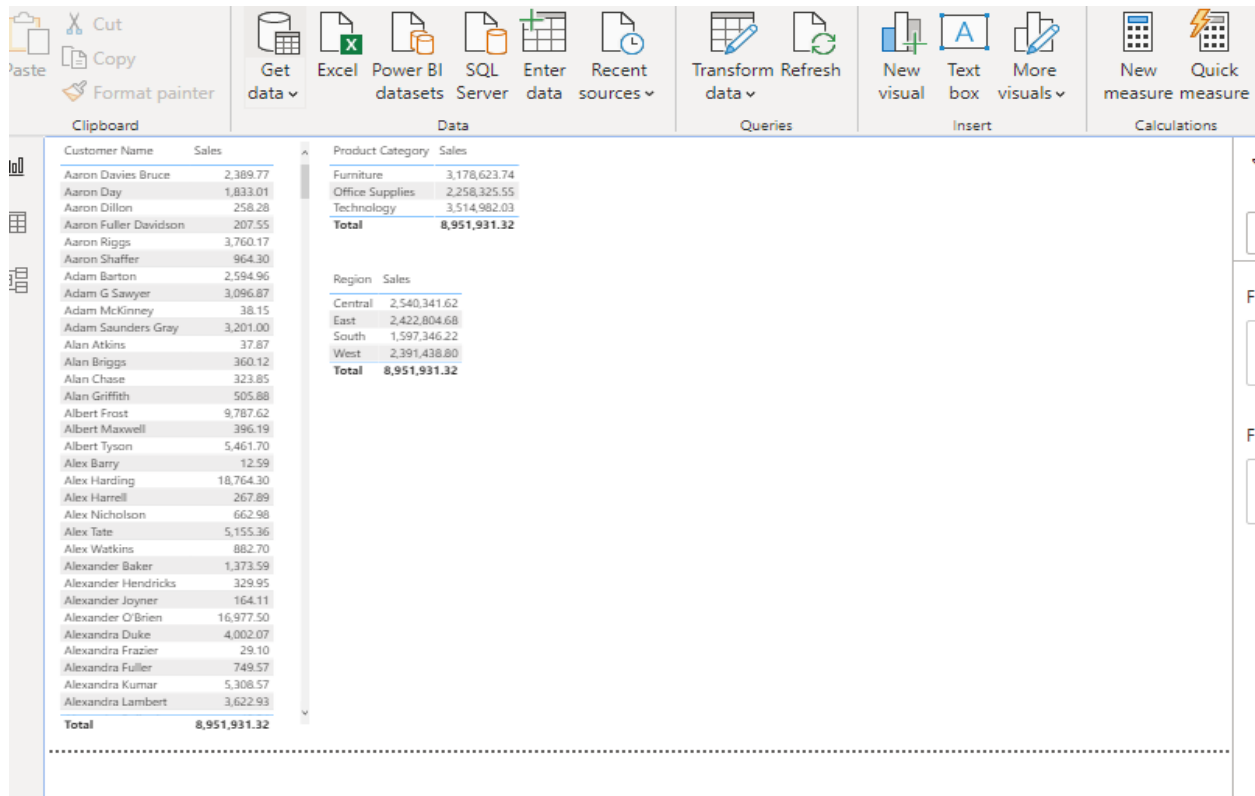 Cut
Copy
Format painter
Paste
Clipboard
Get data
Excel
Power BI datasets
SQL Server
Enter data
Recent sources
Data
Transform data
Refresh
Queries
New visual
Text box
More visuals
Insert
New measure
Quick measure
Calculations
Customer Name Sales
Aaron Davies Bruce 2,389.77
Aaron Day 1,833.01
Aaron Dillon 258.28
Aaron Fuller Davidson 207.55
Aaron Riggs 3,760.17
Aaron Shaffer 964.30
Adam Barton 2,594.96
Adam G Sawyer 3,096.87
Adam McKinney 38.15
Adam Saunders Gray 3,201.00
Alan Atkins 37.87
Alan Briggs 360.12
Alan Chase 323.85
Alan Griffith 505.88
Albert Frost 9,787.62
Albert Maxwell 396.19
Albert Tyson 5,461.70
Alex Barry 12.59
Alex Harding 18,764.30
Alex Harrell 267.89
Alex Nicholson 662.98
Alex Tate 5,155.36
Alex Watkins 882.70
Alexander Baker 1,373.59
Alexander Hendricks 329.95
Alexander Joyner 164.11
Alexander O'Brien 16,977.50
Alexandra Duke 4,002.07
Alexandra Frazier 29.10
Alexandra Fuller 749.57
Alexandra Kumar 5,308.57
Alexandra Lambert 3,622.93
Total 8,951,931.32
Product Category Sales
Furniture 3,178,623.74
Office Supplies 2,258,325.55
Technology 3,514,982.03
Total 8,951,931.32
Region Sales
Central 2,540,341.62
East 2,422,804.68
South 1,597,346.22
West 2,391,438.80
Total 8,951,931.32
F
F